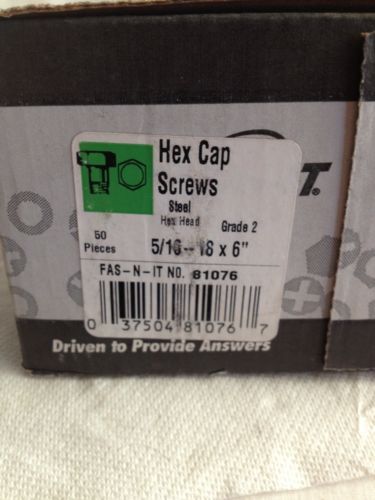 Hex Cap
Screws
Steel
Hex Head
Grade 2
50
Pieces
5/16--18 x 6"
FAS-N-IT NO. 81076
0 37504 81076 7
Driven to Provide Answers
T.